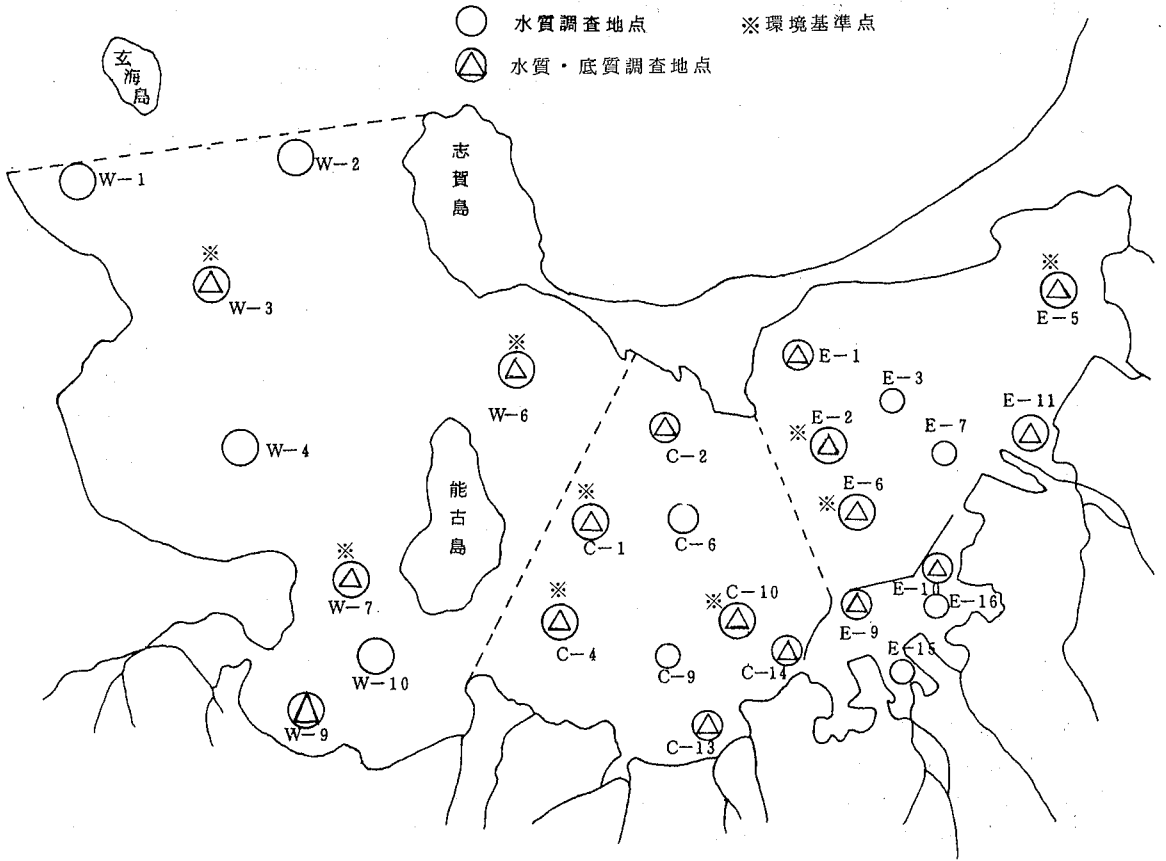 水質調査地点
※環境基準点
水質・底質調査地点
玄海島
志賀島
W-2
W-1
※
W-3
※
E-5
※
W-6
E-1
E-3
E-11
※
E-2
E-7
C-2
W-4
能古島
※
E-6
※
C-1
C-6
※
W-7
※
C-4
※
C-10
E-10
E-16
E-9
W-10
C-9
C-14
E-15
W-9
C-13